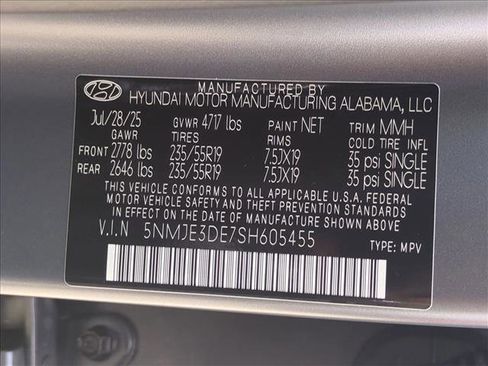 MANUFACTURED BY
HYUNDAI MOTOR MANUFACTURING ALABAMA, LLC
Jul/28/25 GVWR 4717 lbs PAINT NET TRIM MMH
GAWR TIRES RIMS COLD TIRE INFL
FRONT 2778 lbs 235/55R19 7.5JX19 35 psi SINGLE
REAR 2646 lbs 235/55R19 7.5JX19 35 psi SINGLE
THIS VEHICLE CONFORMS TO ALL APPLICABLE U.S.A. FEDERAL
MOTOR VEHICLE SAFETY AND THEFT PREVENTION STANDARDS
IN EFFECT ON THE DATE OF MANUFACTURE SHOWN ABOVE.
V.I.N 5NMJE3DE7SH605455 TYPE: MPV